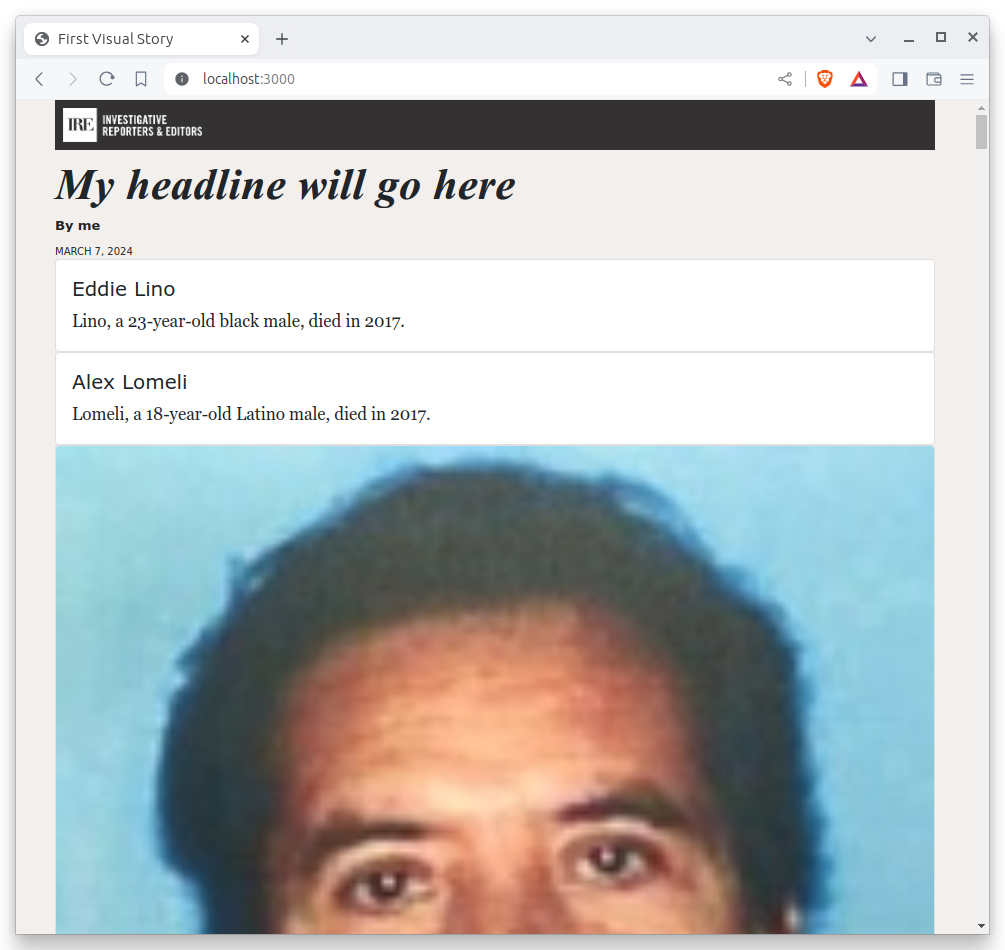 First Visual Story
localhost:3000
IRE INVESTIGATIVE
REPORTERS & EDITORS
My headline will go here
By me
MARCH 7, 2024
Eddie Lino
Lino, a 23-year-old black male, died in 2017.
Alex Lomeli
Lomeli, a 18-year-old Latino male, died in 2017.